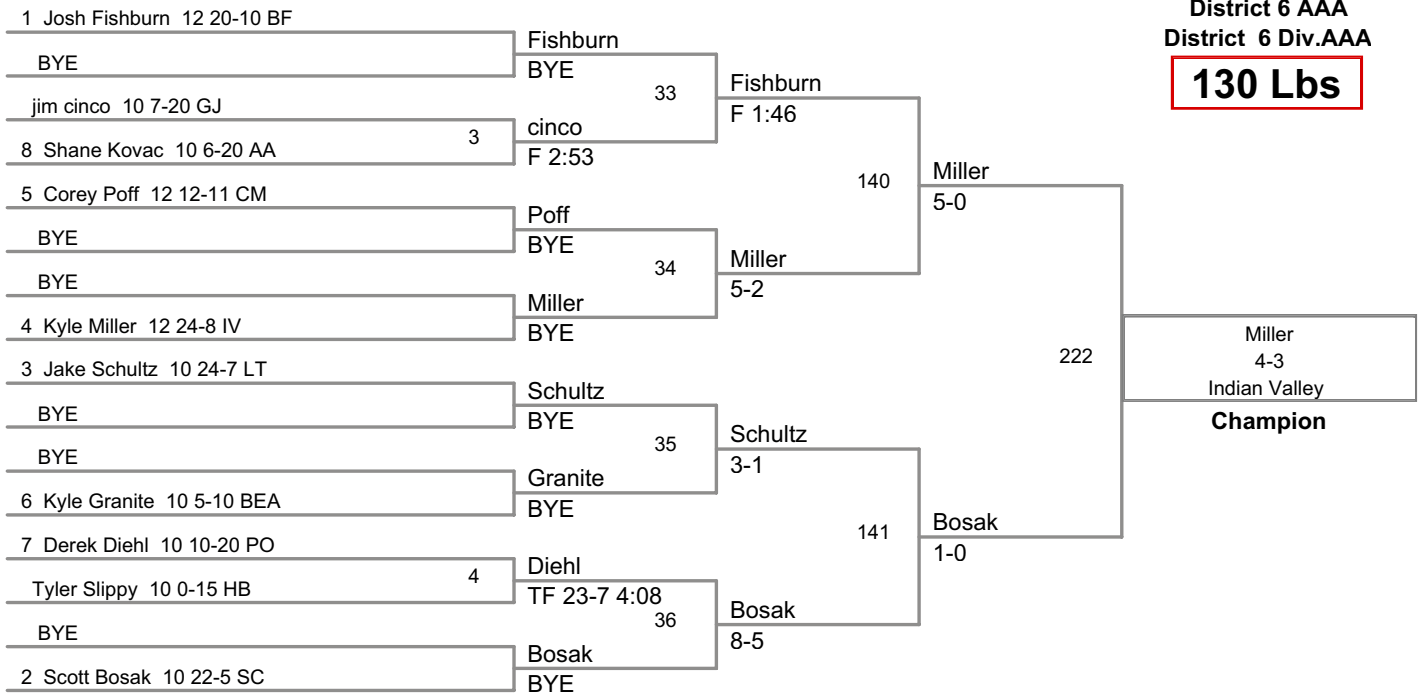 District 6 AAA
District 6 Div.AAA
130 Lbs
1 Josh Fishburn 12 20-10 BF
BYE
jim cinco 10 7-20 GJ
8 Shane Kovac 10 6-20 AA
5 Corey Poff 12 12-11 CM
BYE
BYE
4 Kyle Miller 12 24-8 IV
3 Jake Schultz 10 24-7 LT
BYE
BYE
6 Kyle Granite 10 5-10 BEA
7 Derek Diehl 10 10-20 PO
Tyler Slippy 10 0-15 HB
BYE
2 Scott Bosak 10 22-5 SC
3
4
Fishburn
BYE
cinco
F 2:53
Poff
BYE
Miller
BYE
Schultz
BYE
Granite
BYE
Diehl
TF 23-7 4:08
Bosak
BYE
33
34
35
36
Fishburn
F 1:46
Miller
5-2
Schultz
3-1
Bosak
8-5
140
141
Miller
5-0
Bosak
1-0
222
Miller
4-3
Indian Valley
Champion